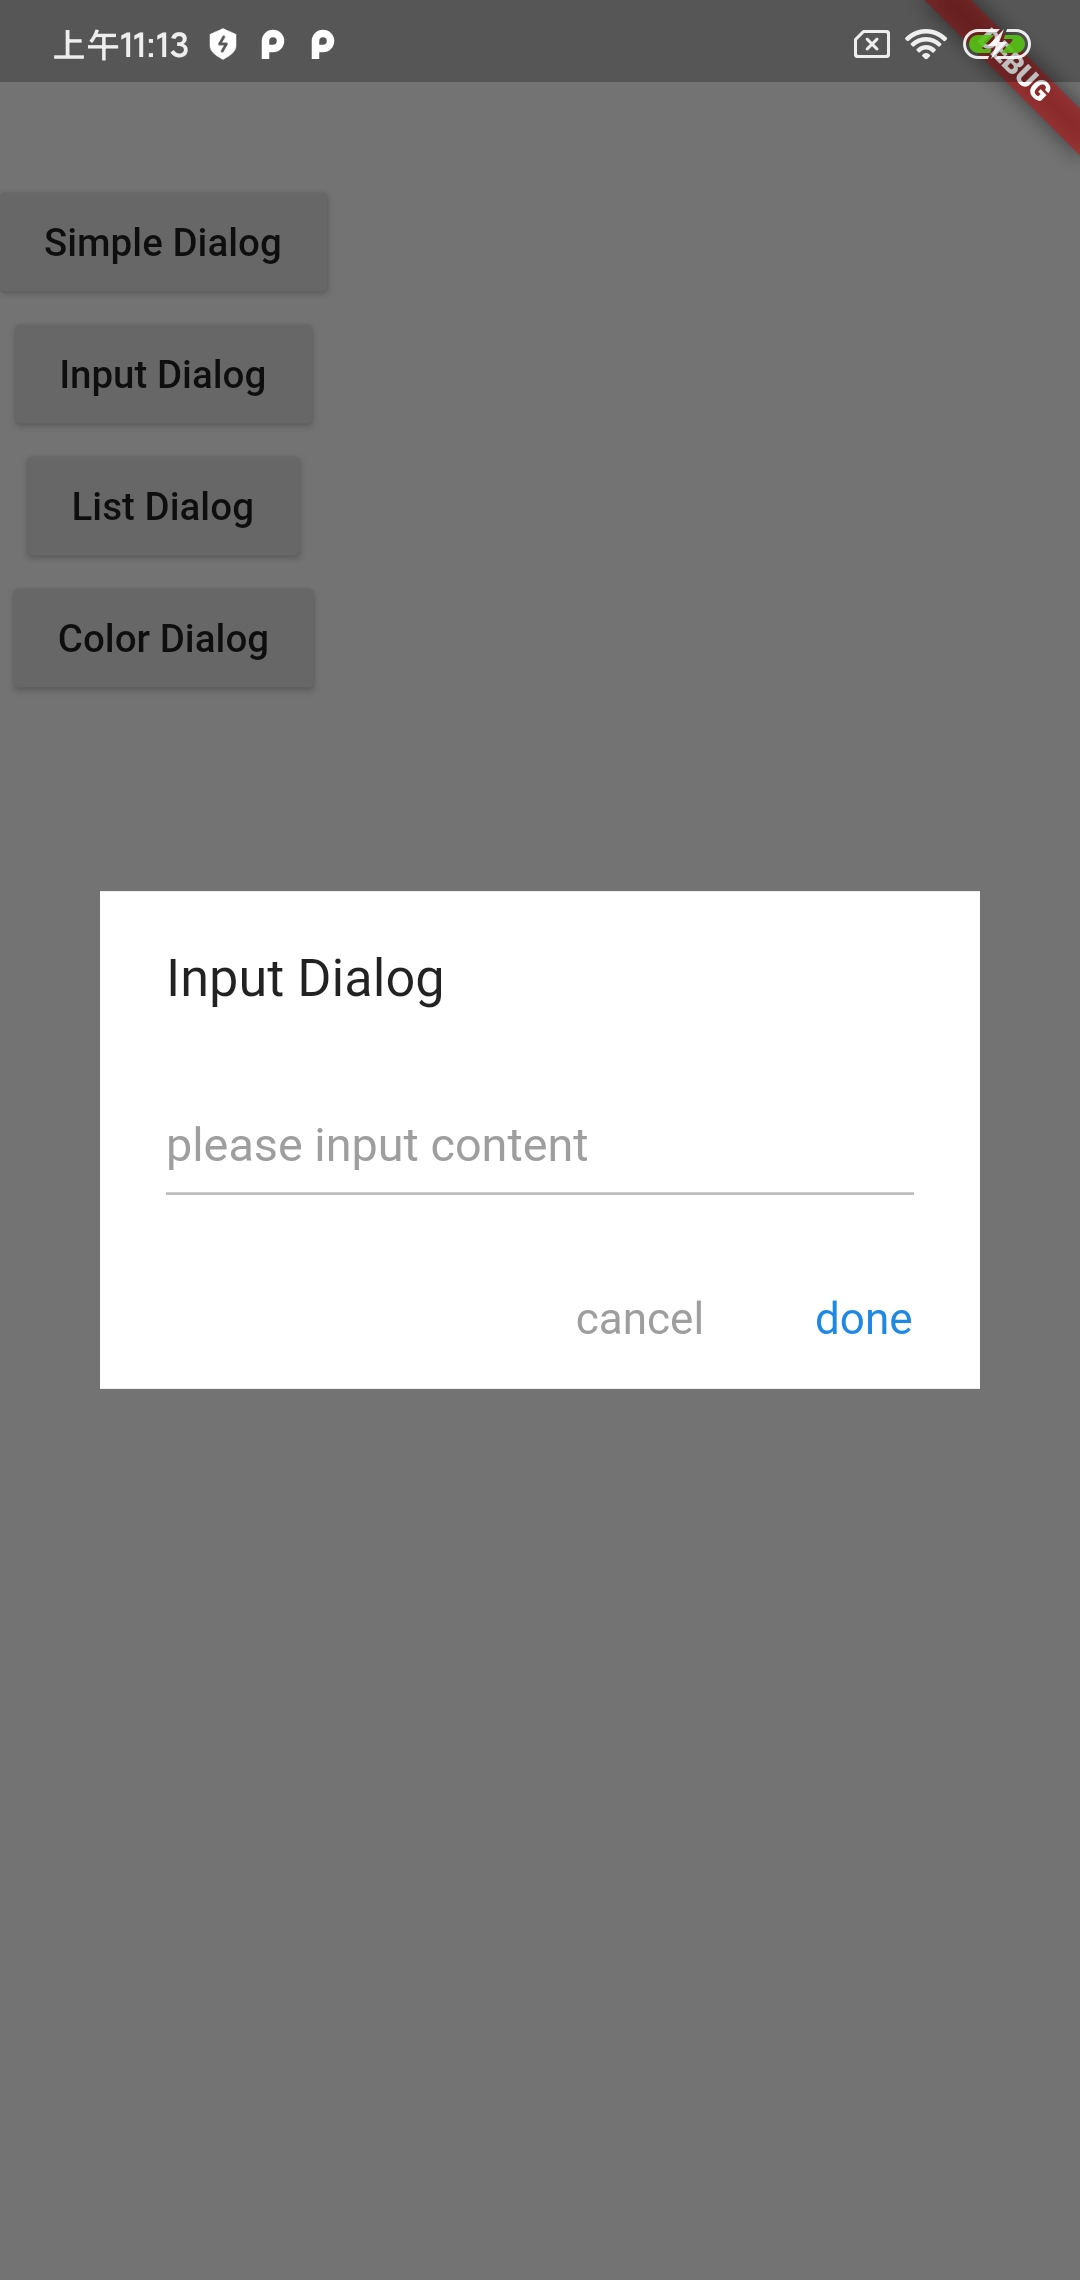 上午11:13
DEBUG
Simple Dialog
Input Dialog
List Dialog
Color Dialog
Input Dialog
please input content
cancel done